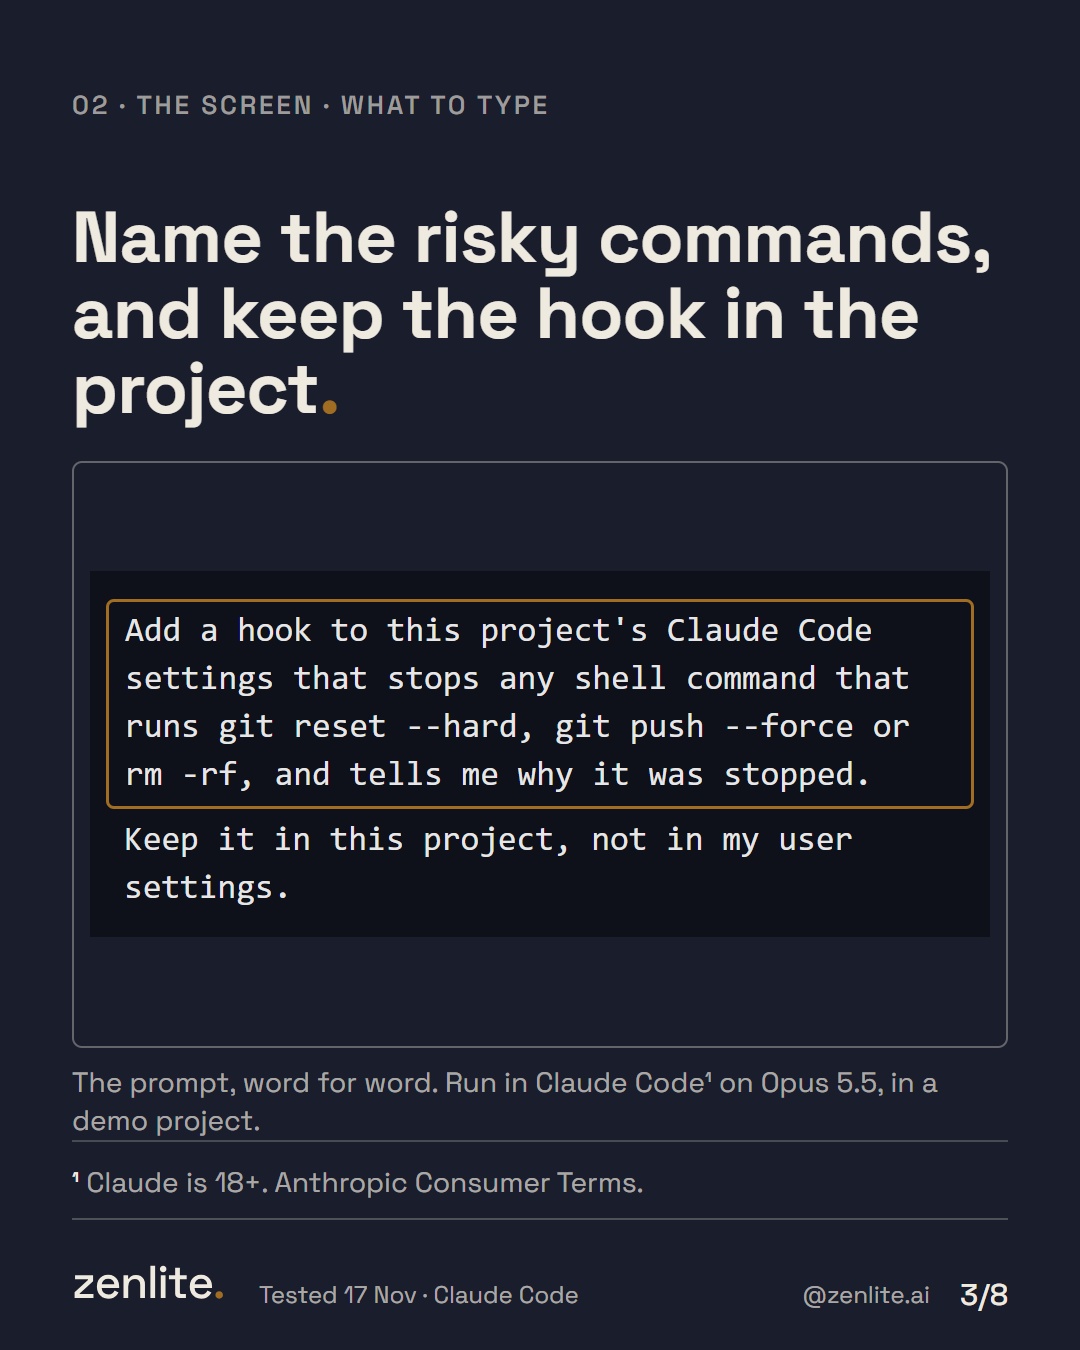 02 · THE SCREEN · WHAT TO TYPE
Name the risky commands,
and keep the hook in the
project.
Add a hook to this project's Claude Code
settings that stops any shell command that
runs git reset --hard, git push --force or
rm -rf, and tells me why it was stopped.
Keep it in this project, not in my user
settings.
The prompt, word for word. Run in Claude Code¹ on Opus 5.5, in a
demo project.
¹ Claude is 18+. Anthropic Consumer Terms.
zenlite. Tested 17 Nov · Claude Code @zenlite.ai 3/8